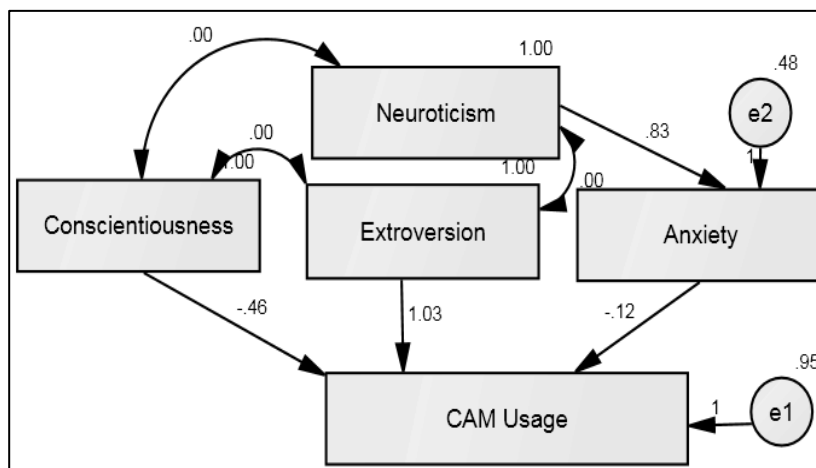 .00
1.00
.48
Neuroticism
e2
.00
.83
1.00
1.00
.00
1
Conscientiousness
Extroversion
Anxiety
-.46
1.03
-.12
.95
CAM Usage
1
e1